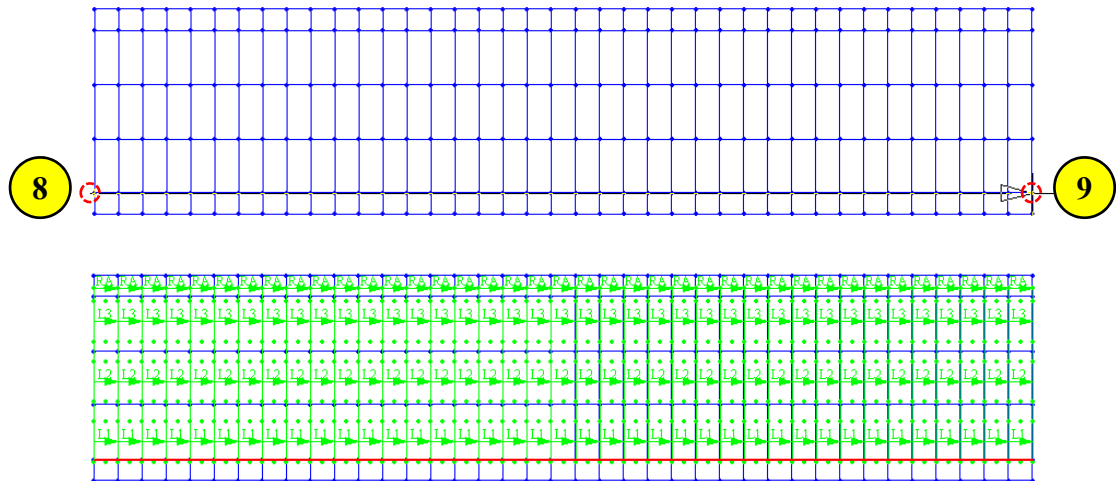 8 9
RA RA RA RA RA RA RA RA RA RA RA RA RA RA RA RA RA RA RA RA RA RA RA RA RA RA RA RA RA RA RA RA RA RA RA RA RA RA RA
L3 L3 L3 L3 L3 L3 L3 L3 L3 L3 L3 L3 L3 L3 L3 L3 L3 L3 L3 L3 L3 L3 L3 L3 L3 L3 L3 L3 L3 L3 L3 L3 L3 L3 L3 L3 L3 L3 L3
L2 L2 L2 L2 L2 L2 L2 L2 L2 L2 L2 L2 L2 L2 L2 L2 L2 L2 L2 L2 L2 L2 L2 L2 L2 L2 L2 L2 L2 L2 L2 L2 L2 L2 L2 L2 L2 L2 L2
L1 L1 L1 L1 L1 L1 L1 L1 L1 L1 L1 L1 L1 L1 L1 L1 L1 L1 L1 L1 L1 L1 L1 L1 L1 L1 L1 L1 L1 L1 L1 L1 L1 L1 L1 L1 L1 L1 L1